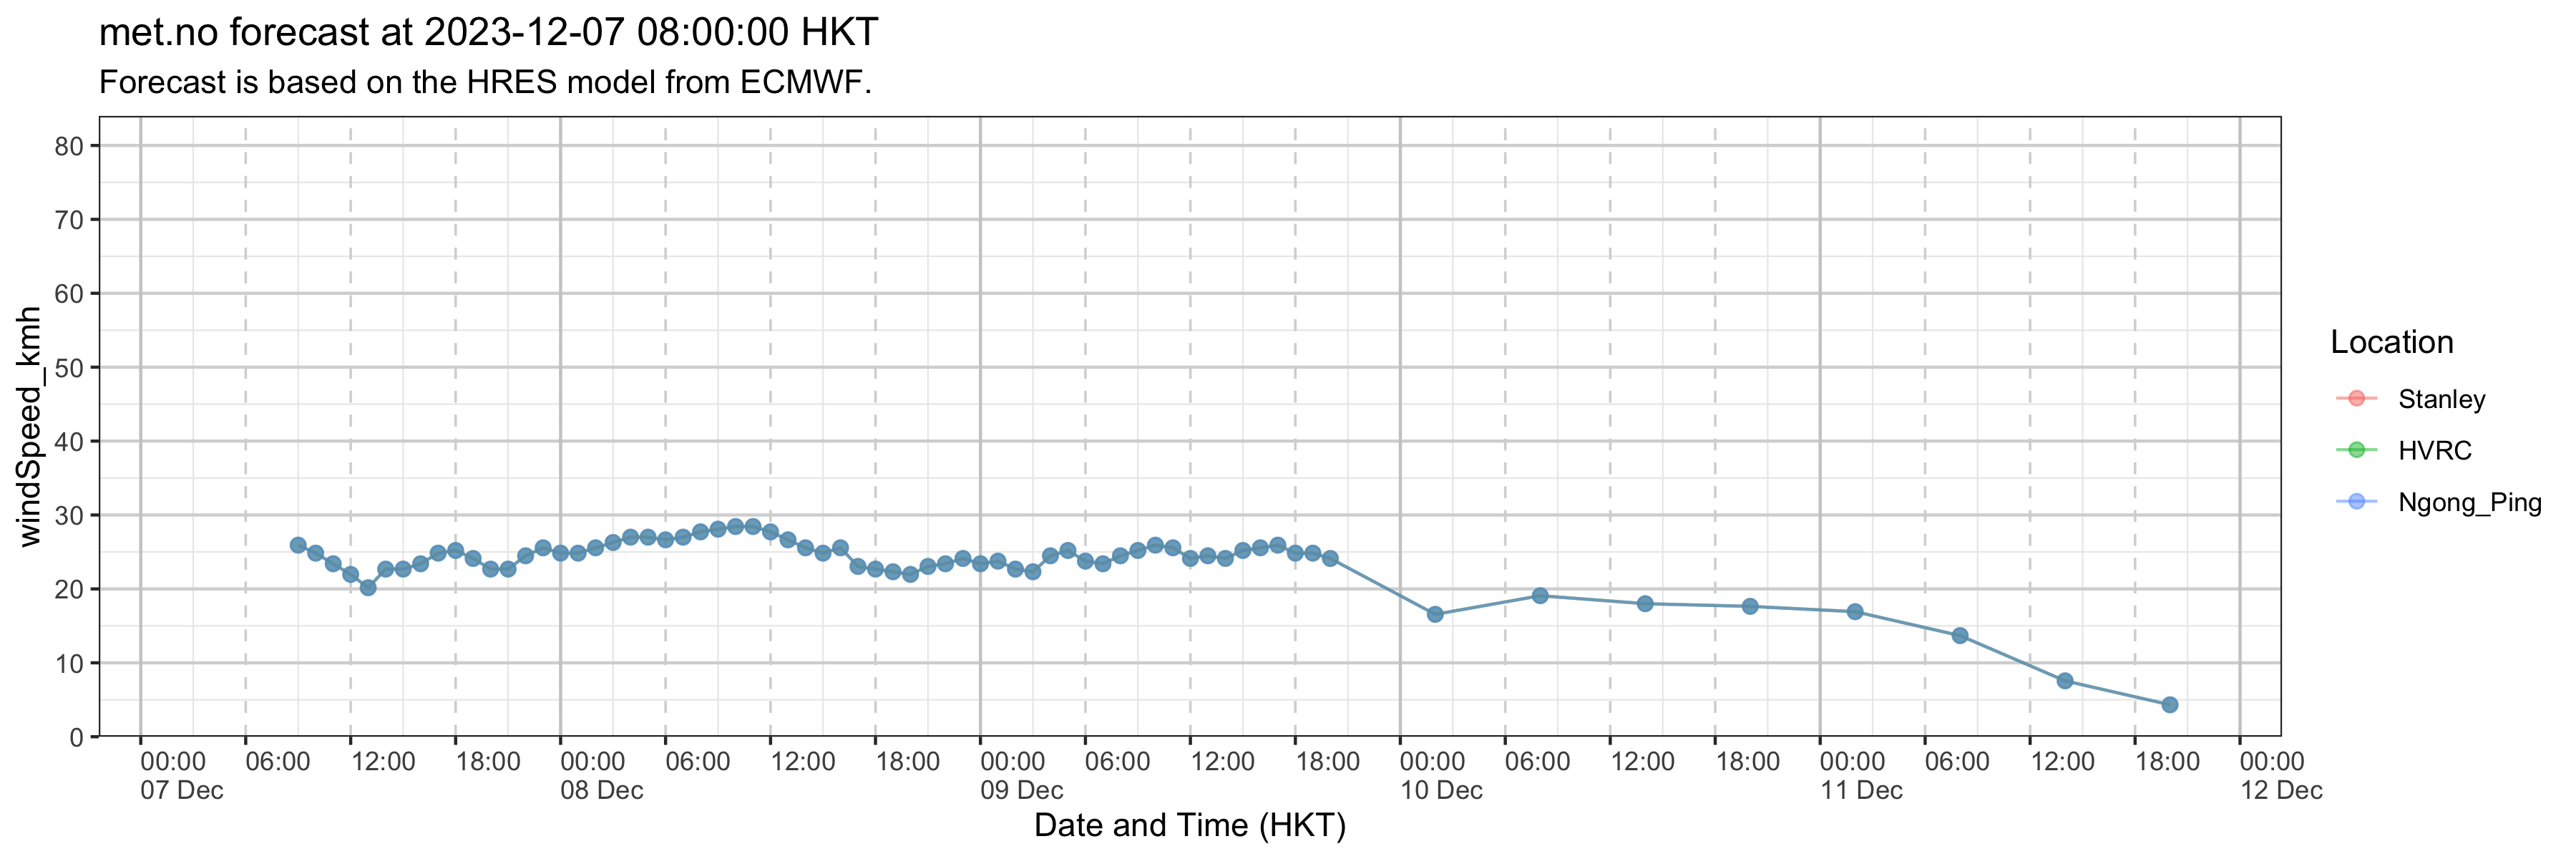 met.no forecast at 2023-12-07 08:00:00 HKT
Forecast is based on the HRES model from ECMWF.
windSpeed_kmh
80
70
60
50
40
30
20
10
0
00:00 06:00 12:00 18:00 00:00 06:00 12:00 18:00 00:00 06:00 12:00 18:00 00:00 06:00 12:00 18:00 00:00 06:00 12:00 18:00 00:00
07 Dec 08 Dec 09 Dec 10 Dec 11 Dec 12 Dec
Date and Time (HKT)
Location
Stanley
HVRC
Ngong_Ping